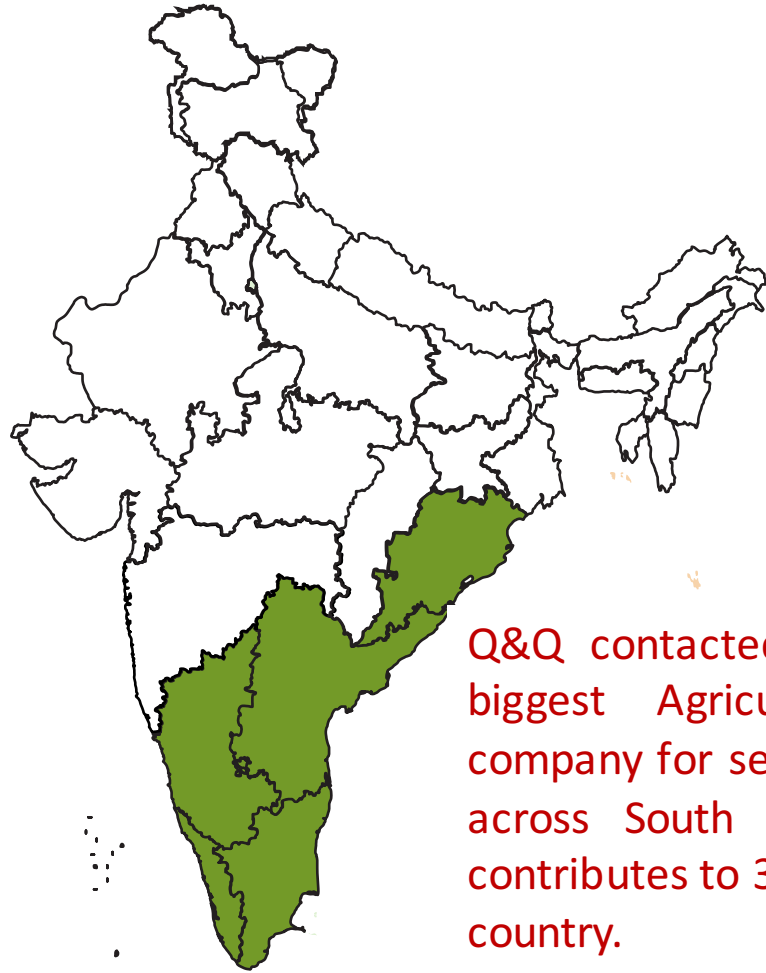 Q&Q contacted
biggest Agricu
company for se
across South
contributes to 3
country.